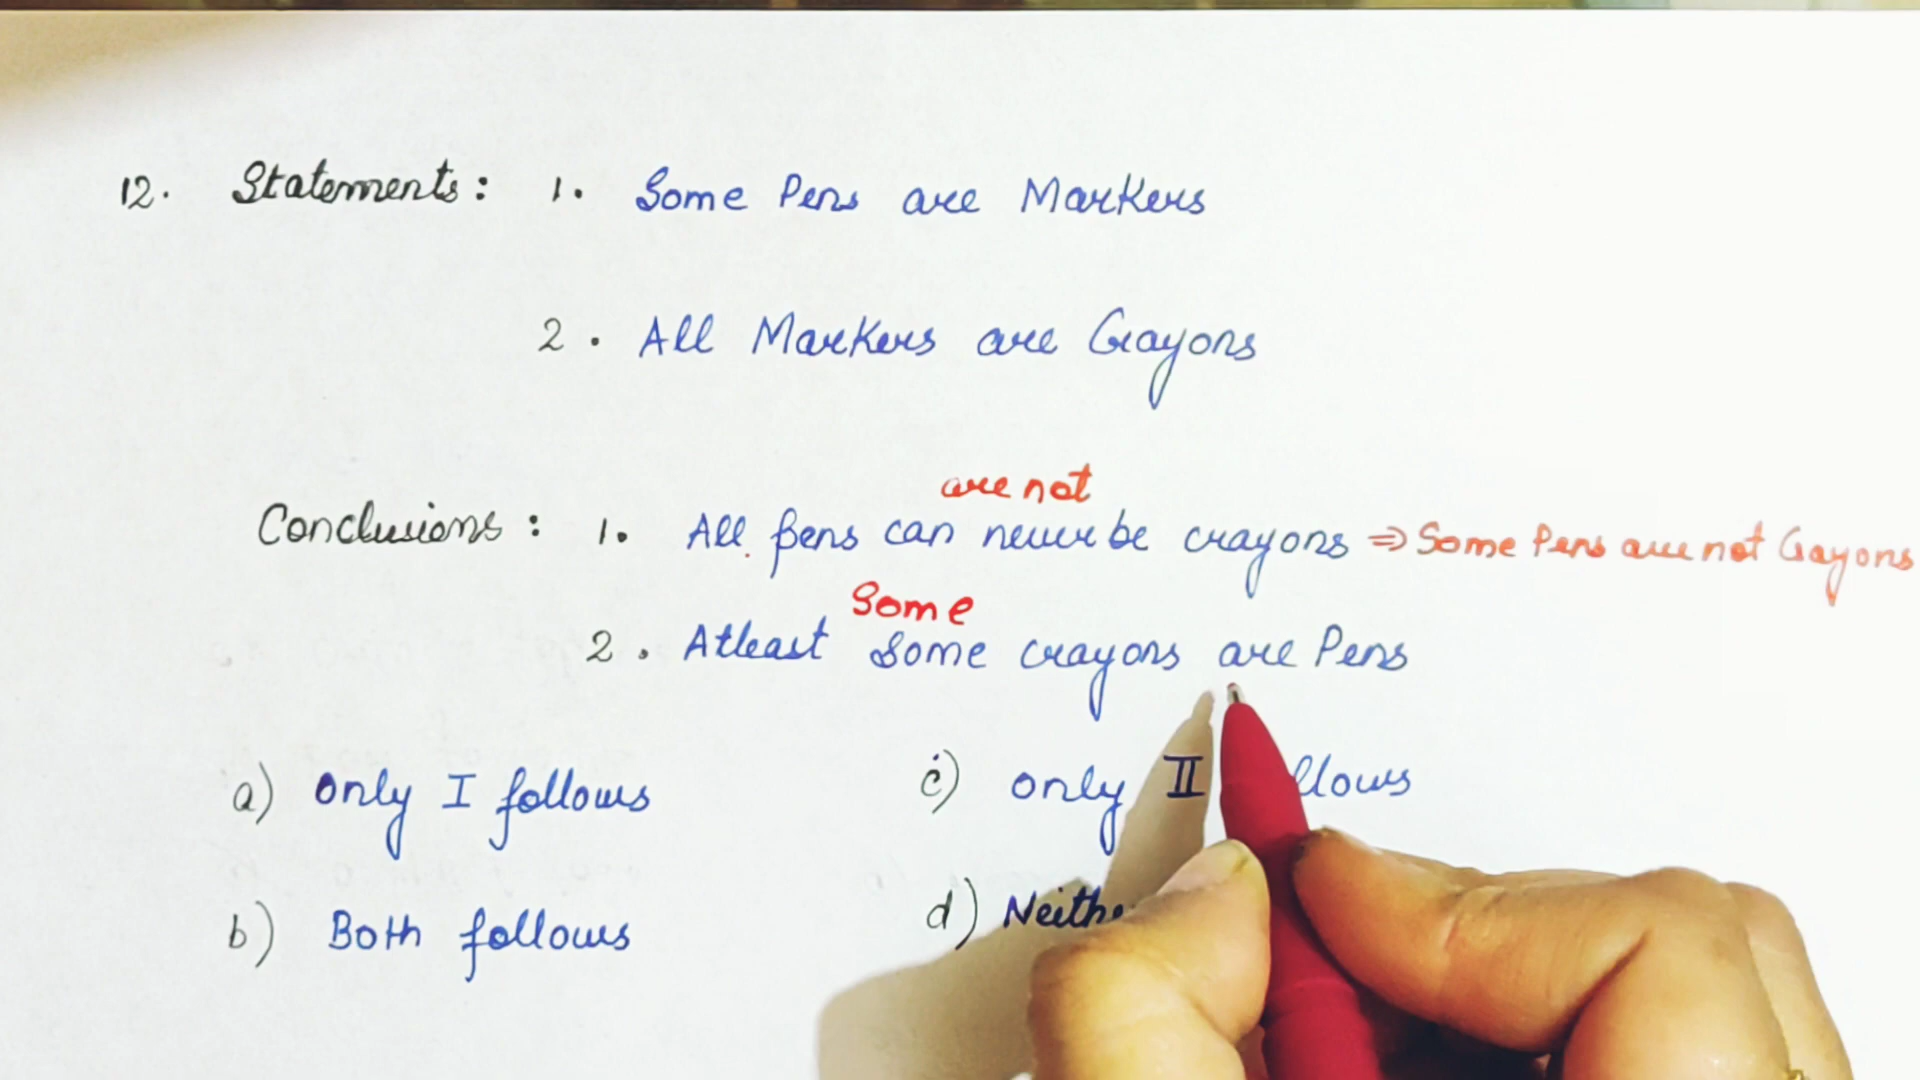 12. Statements: 1. Some Pens are Markers
2. All Markers are Crayons
are not
Conclusions: 1. All pens can never be crayons ⇒ Some Pens are not Crayons
Some
2. Atleast some crayons are Pens
a) Only I follows
c) only II
b) Both follows
d)